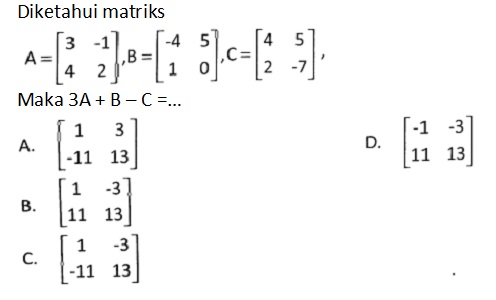 Diketahui matriks
A = [3 -1; 4 2], B = [-4 5; 1 0], C = [4 5; 2 -7],
Maka 3A + B – C =...
A. [1 3; -11 13]
B. [1 -3; 11 13]
C. [1 -3; -11 13]
D. [-1 -3; 11 13]